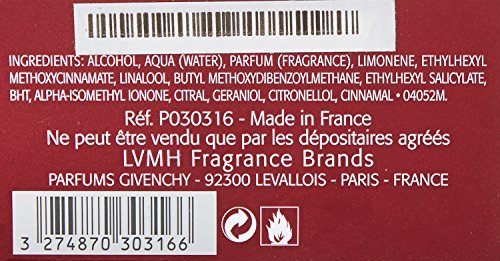 INGREDIENTS: ALCOHOL, AQUA (WATER), PARFUM (FRAGRANCE), LIMONENE, ETHYLHEXYL
METHOXYCINNAMATE, LINALOOL, BUTYL METHOXYDIBENZOYLMETHANE, ETHYLHEXYL SALICYLATE,
BHT, ALPHA-ISOMETHYL IONONE, CITRAL, GERANIOL, CITRONELLOL, CINNAMAL • 04052M.
Réf. P030316 - Made in France
Ne peut être vendu que par les dépositaires agréés
LVMH Fragrance Brands
PARFUMS GIVENCHY - 92300 LEVALLOIS - PARIS - FRANCE
3 274870 303166